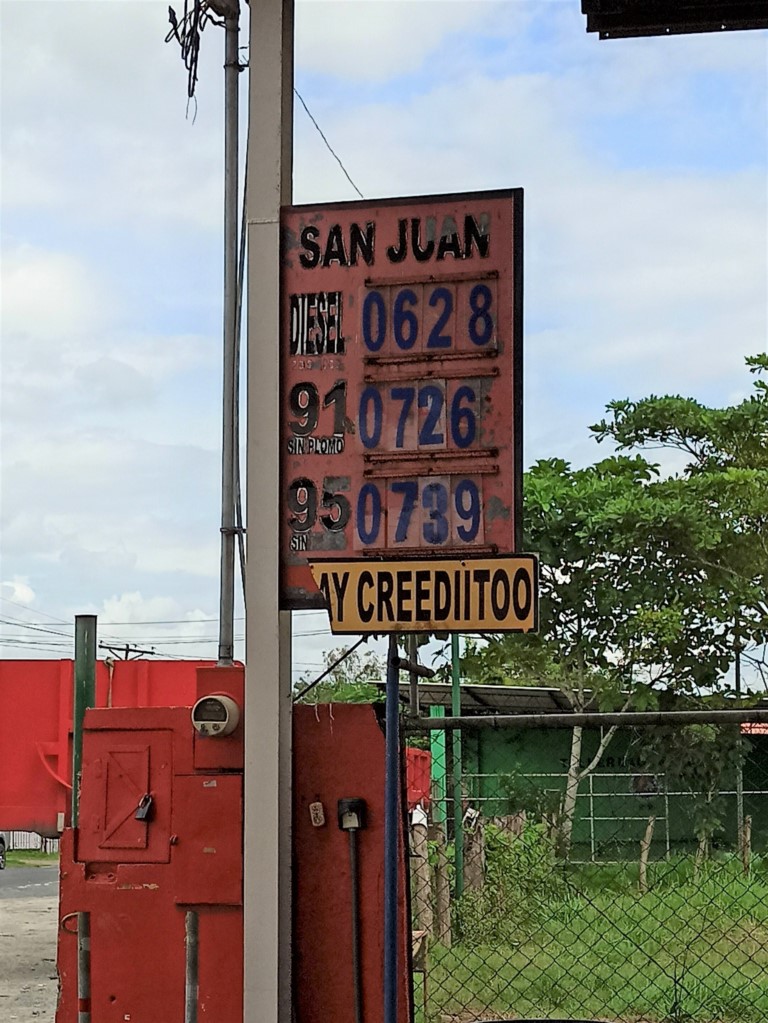 SAN JUAN
DIESEL 0628
91 0726
SIN PLOMO
95 0739
SIN
AY CREEDIITOO